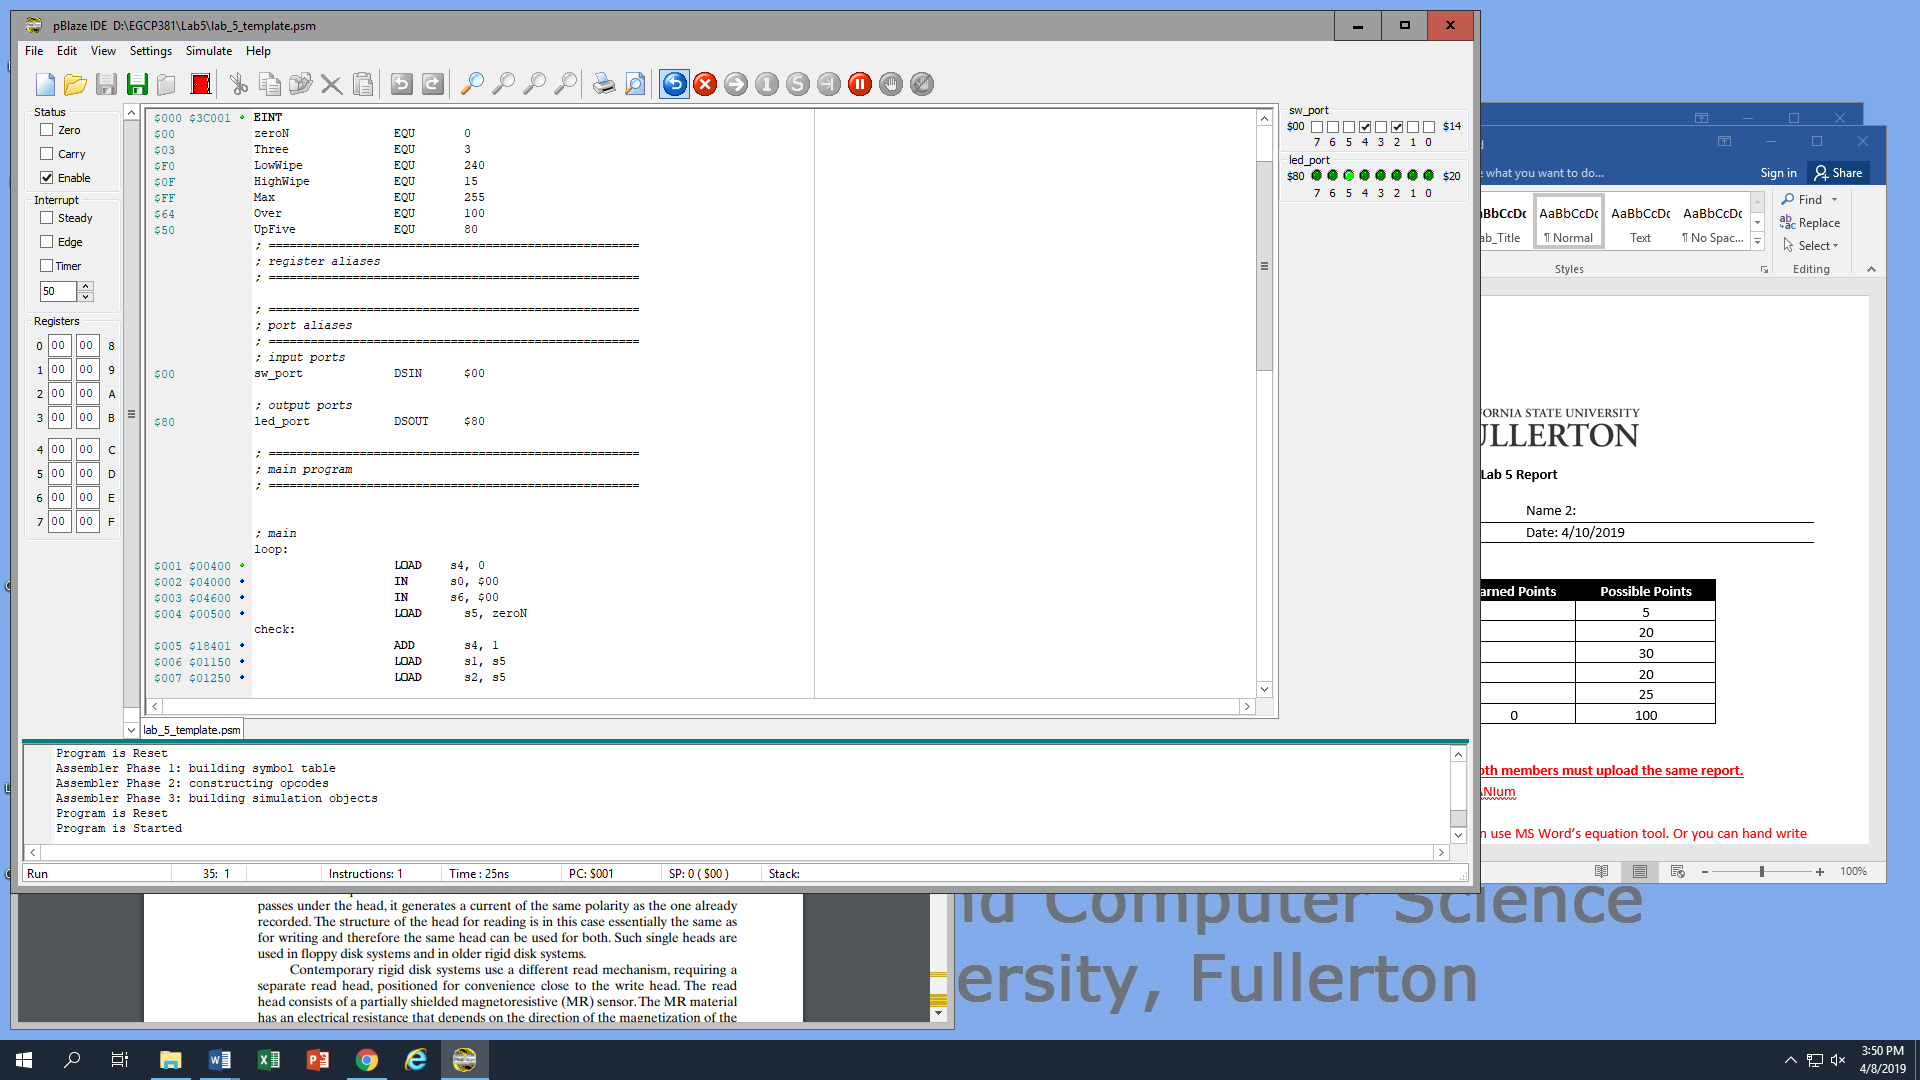 pBlaze IDE D:\EGCP381\Lab5\lab_5_template.psm
File Edit View Settings Simulate Help
Status
Zero
Carry
Enable
Interrupt
Steady
Edge
Timer
50
Registers
0 00 00 8
1 00 00 9
2 00 00 A
3 00 00 B
4 00 00 C
5 00 00 D
6 00 00 E
7 00 00 F
$000 $3C001 EINT
$00 zeroN EQU 0
$03 Three EQU 3
$F0 LowWipe EQU 240
$0F HighWipe EQU 15
$FF Max EQU 255
$64 Over EQU 100
$50 UpFive EQU 80
; =====================================================
; register aliases
; =====================================================
; =====================================================
; port aliases
; =====================================================
; input ports
$00 sw_port DSIN $00
; output ports
$80 led_port DSOUT $80
; =====================================================
; main program
; =====================================================
; main
loop:
$001 $00400 LOAD s4, 0
$002 $04000 IN s0, $00
$003 $04600 IN s6, $00
$004 $00500 LOAD s5, zeroN
check:
$005 $18401 ADD s4, 1
$006 $01150 LOAD s1, s5
$007 $01250 LOAD s2, s5
lab_5_template.psm
sw_port
$00 $14
7 6 5 4 3 2 1 0
led_port
$80 $20
7 6 5 4 3 2 1 0
Program is Reset
Assembler Phase 1: building symbol table
Assembler Phase 2: constructing opcodes
Assembler Phase 3: building simulation objects
Program is Reset
Program is Started
Run 35: 1 Instructions: 1 Time : 25ns PC: $001 SP: 0 ( $00 ) Stack:
what you want to do... Sign in Share
AaBbCcDc AaBbCcDc AaBbCcDc
¶ Normal Text ¶ No Spac...
Styles
Find
Replace
Select
Editing
STATE UNIVERSITY
Lab 5 Report
Name 2:
Date: 4/10/2019
Points Possible Points
5
20
30
20
25
0 100
members must upload the same report.
use MS Word's equation tool. Or you can hand write
100%
passes under the head, it generates a current of the same polarity as the one already
recorded. The structure of the head for reading is in this case essentially the same as
for writing and therefore the same head can be used for both. Such single heads are
used in floppy disk systems and in older rigid disk systems.
Contemporary rigid disk systems use a different read mechanism, requiring a
separate read head, positioned for convenience close to the write head. The read
head consists of a partially shielded magnetoresistive (MR) sensor. The MR material
has an electrical resistance that depends on the direction of the magnetization of the
Computer Science
ersity, Fullerton
3:50 PM
4/8/2019